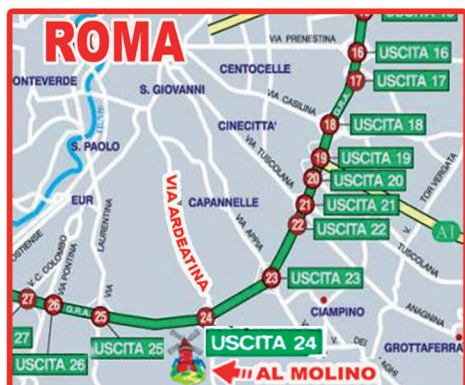 ROMA
VIA PRENESTINA
16
USCITA 16
CENTOCELLE
17
USCITA 17
S. GIOVANNI
VIA CASILINA
G.R.A.
CINECITTA'
18
USCITA 18
S. PAOLO
VIA TUSCOLANA
19
USCITA 19
20
USCITA 20
TOR VERGATA
EUR
VIA ARDEATINA
CAPANNELLE
21
USCITA 21
22
USCITA 22
A1
V. C. COLOMBO
VIA PONTINA
VIA LAURENTINA
VIA APPIA
V. TUSCOLANA
23
USCITA 23
27
26
G.R.A.
25
24
CIAMPINO
ANAGNINA
27
USCITA 26
USCITA 25
USCITA 24
V. DEI
GROTTAFERRA
AL MOLINO